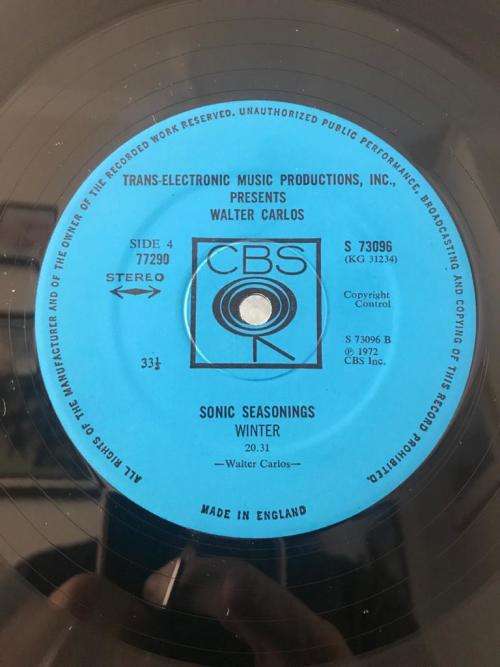 ALL RIGHTS OF THE MANUFACTURER AND OF THE OWNER OF THE RECORDED WORK RESERVED. UNAUTHORIZED PUBLIC PERFORMANCE, BROADCASTING AND COPYING OF THIS RECORD PROHIBITED.
TRANS-ELECTRONIC MUSIC PRODUCTIONS, INC.,
PRESENTS
WALTER CARLOS
SIDE 4
77290
STEREO
33⅓
CBS
S 73096
(KG 31234)
Copyright
Control
S 73096 B
℗ 1972
CBS Inc.
SONIC SEASONINGS
WINTER
20.31
—Walter Carlos—
MADE IN ENGLAND